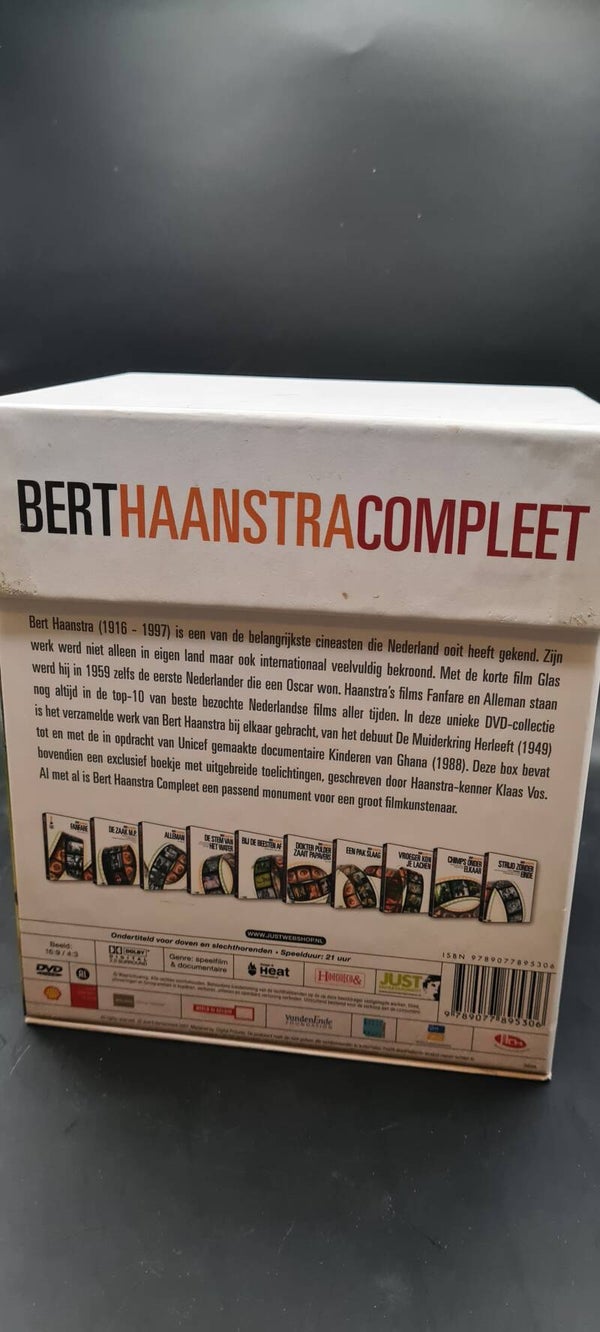 BERTHAANSTRACOMPLEET
Bert Haanstra (1916 - 1997) is een van de belangrijkste cineasten die Nederland ooit heeft gekend. Zijn
werk werd niet alleen in eigen land maar ook internationaal veelvuldig bekroond. Met de korte film Glas
werd hij in 1959 zelfs de eerste Nederlander die een Oscar won. Haanstra's films Fanfare en Alleman staan
nog altijd in de top-10 van beste bezochte Nederlandse films aller tijden. In deze unieke DVD-collectie
is het verzamelde werk van Bert Haanstra bij elkaar gebracht, van het debuut De Muiderkring Herleeft (1949)
tot en met de in opdracht van Unicef gemaakte documentaire Kinderen van Ghana (1988). Deze box bevat
bovendien een exclusief boekje met uitgebreide toelichtingen, geschreven door Haanstra-kenner Klaas Vos.
Al met al is Bert Haanstra Compleet een passend monument voor een groot filmkunstenaar.
FANFARE
DE ZAAK M.P.
ALLEMAN
DE STEM VAN
HET WATER
BIJ DE BEESTEN AF
DOKTER PULDER
ZAAIT PAPAVERS
EEN PAK SLAAG
VROEGER KON
JE LACHEN
CHIMPS ONDER
ELKAAR
STRIJD ZONDER
EINDE
WWW.JUSTWEBSHOP.NL
Ondertiteld voor doven en slechthorenden • Speelduur: 21 uur
Beeld:
16:9 / 4:3
DOLBY
DIGITAL
Genre: speelfilm
& documentaire
Heat
JUST
ISBN 9789077895306
DVD
AL
vandenEnde
FOUNDATION
9 789077 895306